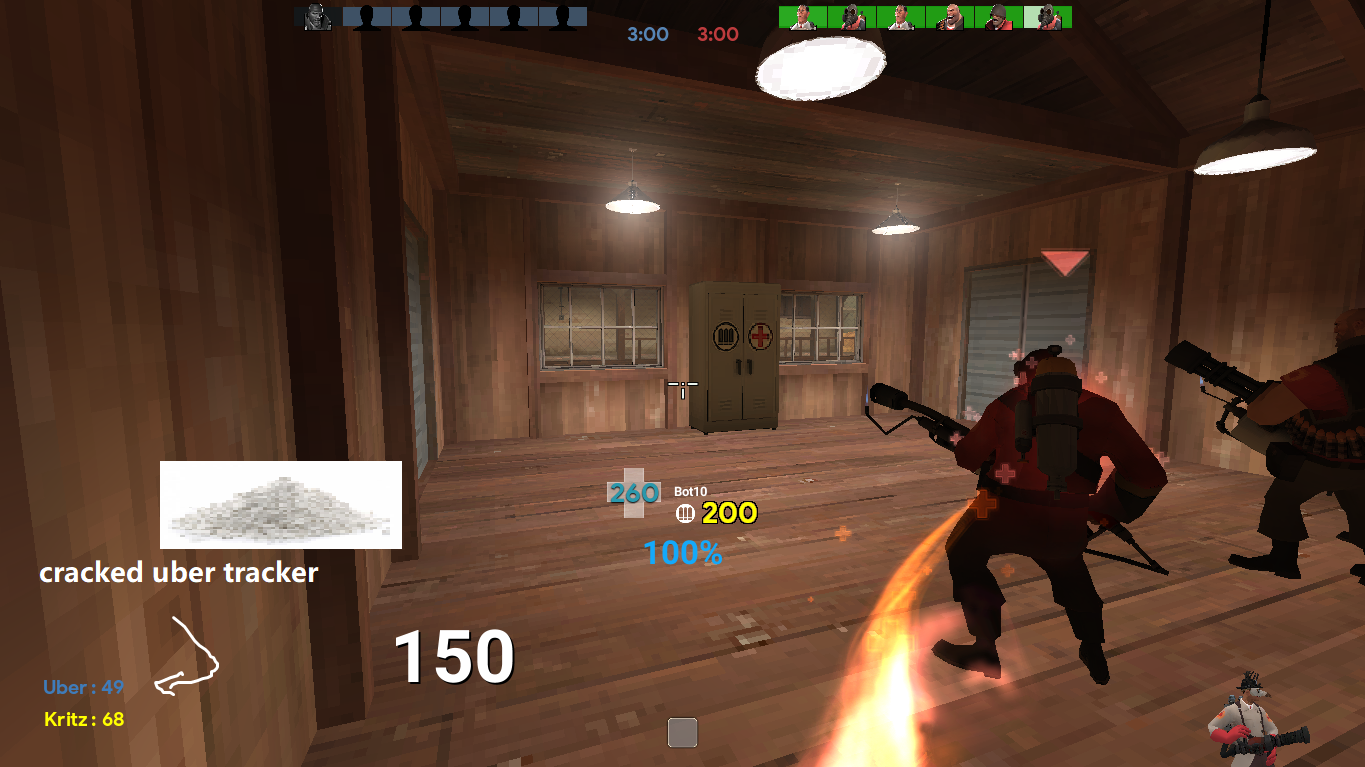 3:00 3:00
260 Bot10
200
100%
cracked uber tracker
150
Uber : 49
Kritz : 68